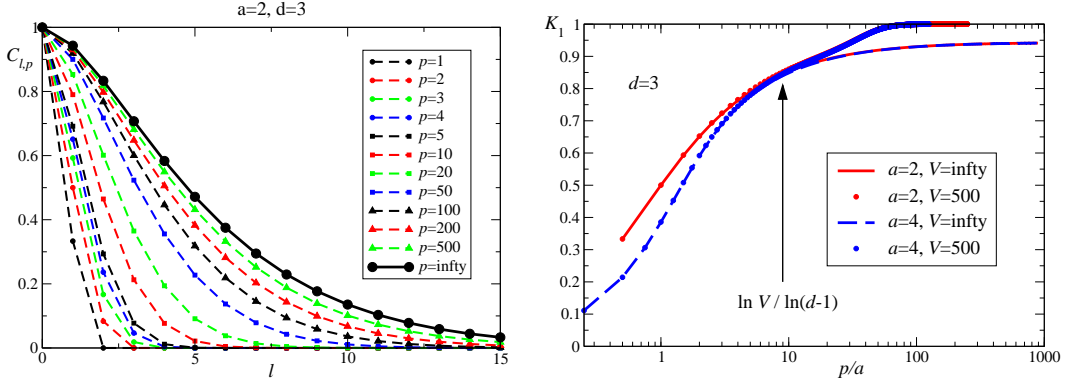 a=2, d=3
C_{l,p}
1
0.8
0.6
0.4
0.2
0
0
5
10
15
l
p=1
p=2
p=3
p=4
p=5
p=10
p=20
p=50
p=100
p=200
p=500
p=infty
K_1
1
0.9
0.8
0.7
0.6
0.5
0.4
0.3
0.2
0.1
0
1
10
100
1000
p/a
d=3
a=2, V=infty
a=2, V=500
a=4, V=infty
a=4, V=500
ln V / ln(d-1)